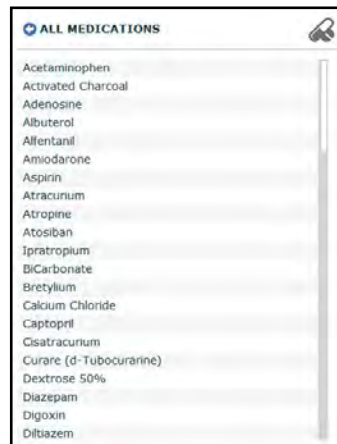 ALL MEDICATIONS
Acetaminophen
Activated Charcoal
Adenosine
Albuterol
Alfentanil
Amiodarone
Aspirin
Atracurium
Atropine
Atosiban
Ipratropium
BiCarbonate
Bretylium
Calcium Chloride
Captopril
Cisatracurium
Curare (d-Tubocurarine)
Dextrose 50%
Diazepam
Digoxin
Diltiazem